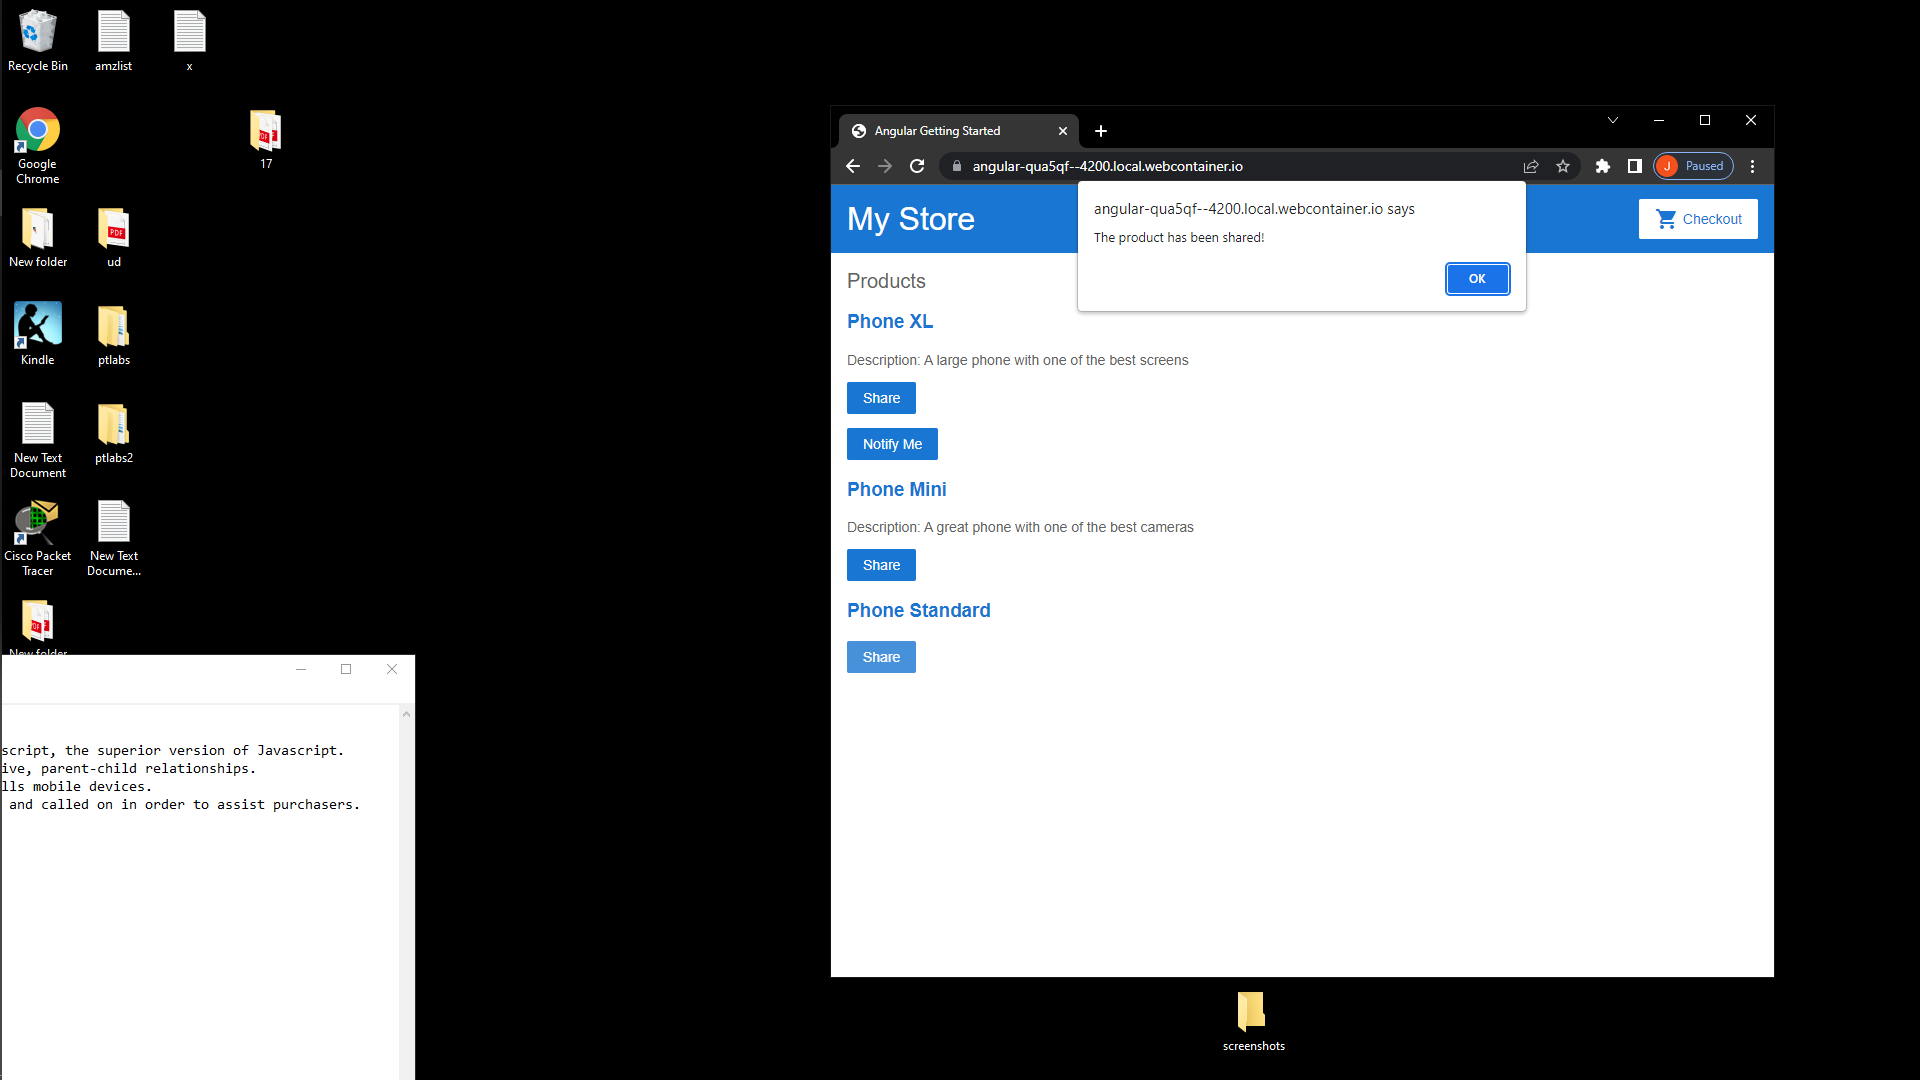 Recycle Bin
amzlist
x
Google
Chrome
17
New folder
ud
Kindle
ptlabs
New Text
Document
ptlabs2
Cisco Packet
Tracer
New Text
Docume...
New folder
script, the superior version of Javascript.
ive, parent-child relationships.
lls mobile devices.
and called on in order to assist purchasers.
Angular Getting Started
angular-qua5qf--4200.local.webcontainer.io
J Paused
My Store
angular-qua5qf--4200.local.webcontainer.io says
The product has been shared!
OK
Checkout
Products
Phone XL
Description: A large phone with one of the best screens
Share
Notify Me
Phone Mini
Description: A great phone with one of the best cameras
Share
Phone Standard
Share
screenshots